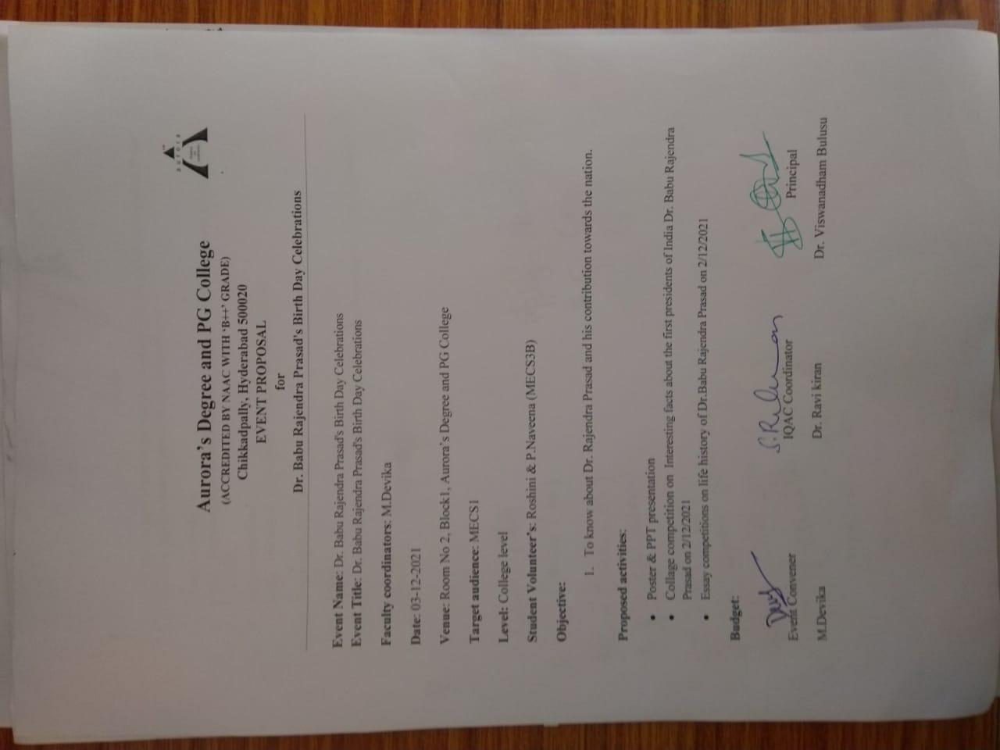 aurora
Aurora's Degree and PG College
(ACCREDITED BY NAAC WITH 'B++' GRADE)
Chikkadpally, Hyderabad 500020
EVENT PROPOSAL
for
Dr. Babu Rajendra Prasad's Birth Day Celebrations
Event Name: Dr. Babu Rajendra Prasad's Birth Day Celebrations
Event Title: Dr. Babu Rajendra Prasad's Birth Day Celebrations
Faculty coordinators: M.Devika
Date: 03-12-2021
Venue: Room No 2, Block1, Aurora's Degree and PG College
Target audience: MECS1
Level: College level
Student Volunteer's: Roshini & P.Naveena (MECS3B)
Objective:
1. To know about Dr. Rajendra Prasad and his contribution towards the nation.
Proposed activities:
• Poster & PPT presentation
• Collage competition on Interesting facts about the first presidents of India Dr. Babu Rajendra
Prasad on 2/12/2021
• Essay competitions on life history of Dr.Babu Rajendra Prasad on 2/12/2021
Budget:
Event Convener IQAC Coordinator Principal
M.Devika Dr. Ravi kiran Dr. Viswanadham Bulusu